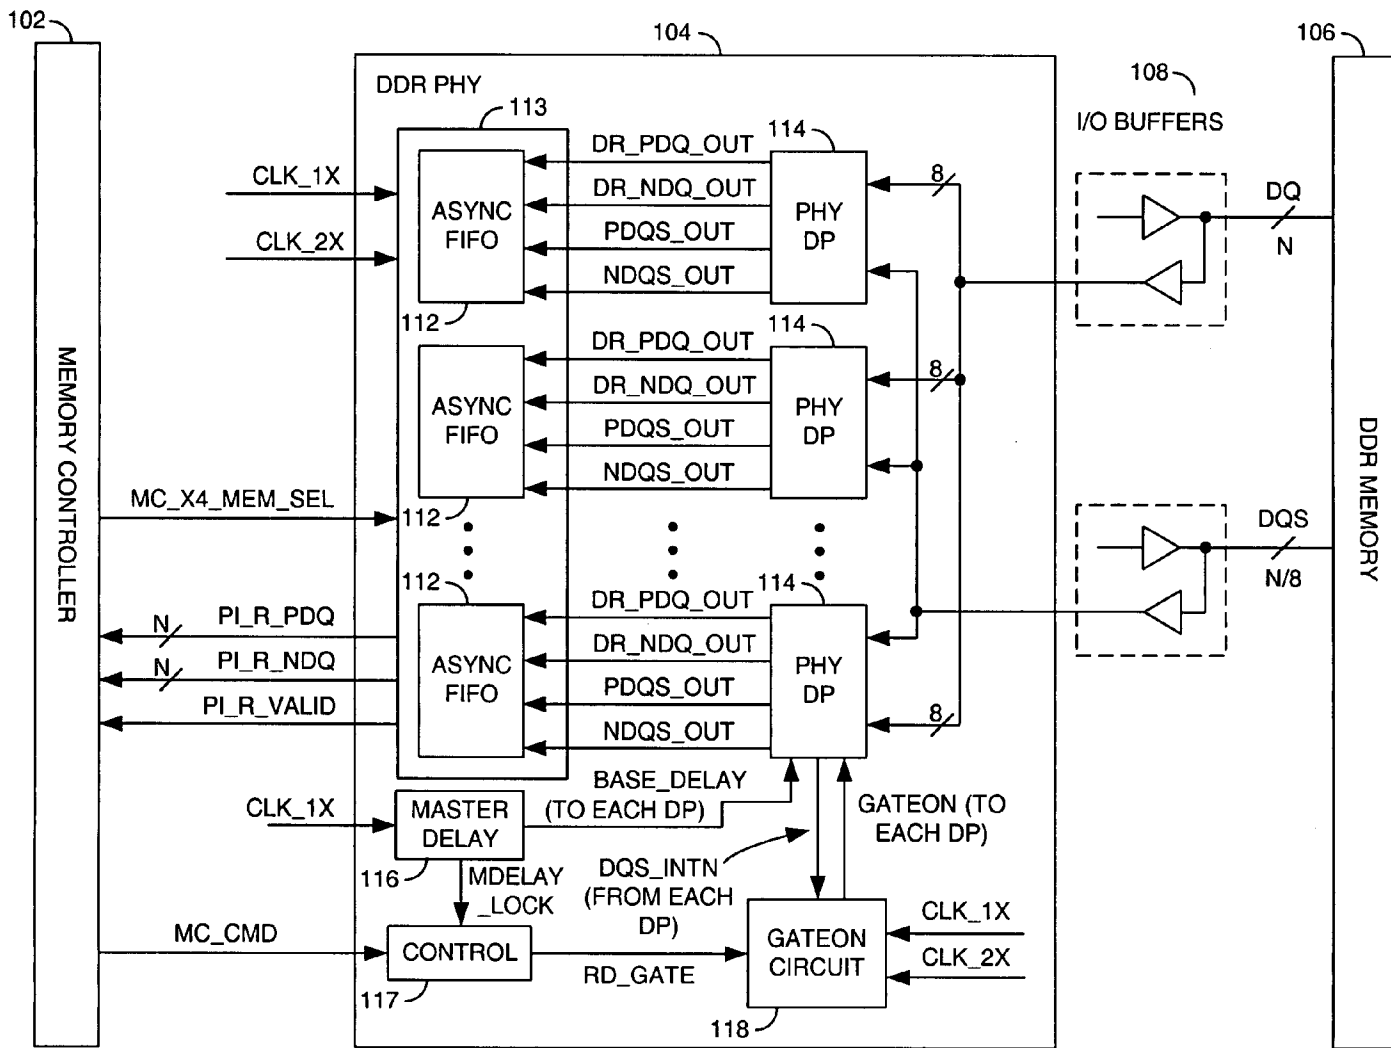 102
104
106
108
DDR PHY
113
114
I/O BUFFERS
CLK_1X
CLK_2X
ASYNC
FIFO
DR_PDQ_OUT
DR_NDQ_OUT
PDQS_OUT
NDQS_OUT
PHY
DP
8
DQ
N
112
114
ASYNC
FIFO
DR_PDQ_OUT
DR_NDQ_OUT
PDQS_OUT
NDQS_OUT
PHY
DP
8
MEMORY CONTROLLER
DDR MEMORY
MC_X4_MEM_SEL
112
DQS
N/8
112
114
ASYNC
FIFO
DR_PDQ_OUT
DR_NDQ_OUT
PDQS_OUT
NDQS_OUT
PHY
DP
8
N
PI_R_PDQ
N
PI_R_NDQ
PI_R_VALID
CLK_1X
MASTER
DELAY
116
BASE_DELAY
(TO EACH DP)
GATEON (TO
EACH DP)
MDELAY
_LOCK
DQS_INTN
(FROM EACH
DP)
MC_CMD
CONTROL
117
RD_GATE
GATEON
CIRCUIT
118
CLK_1X
CLK_2X